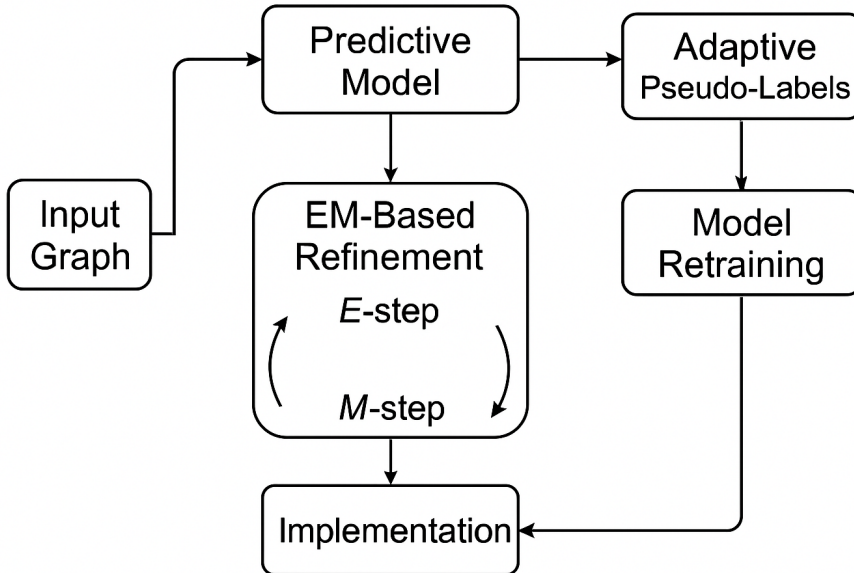 Predictive
Model
Adaptive
Pseudo-Labels
Input
Graph
EM-Based
Refinement
E-step
M-step
Model
Retraining
Implementation